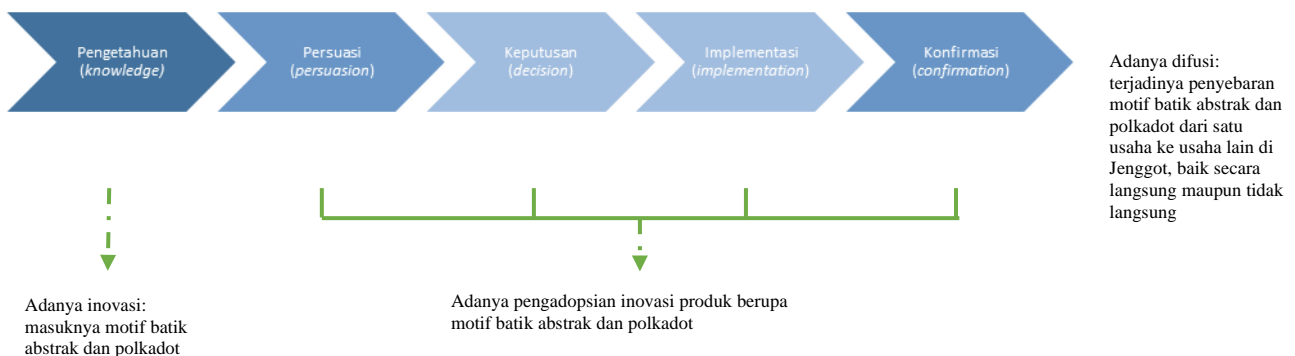 Pengetahuan
(knowledge)
Persuasi
(persuasion)
Keputusan
(decision)
Implementasi
(implementation)
Konfirmasi
(confirmation)
Adanya difusi:
terjadinya penyebaran
motif batik abstrak dan
polkadot dari satu
usaha ke usaha lain di
Jenggot, baik secara
langsung maupun tidak
langsung
Adanya inovasi:
masuknya motif batik
abstrak dan polkadot
Adanya pengadopsian inovasi produk berupa
motif batik abstrak dan polkadot